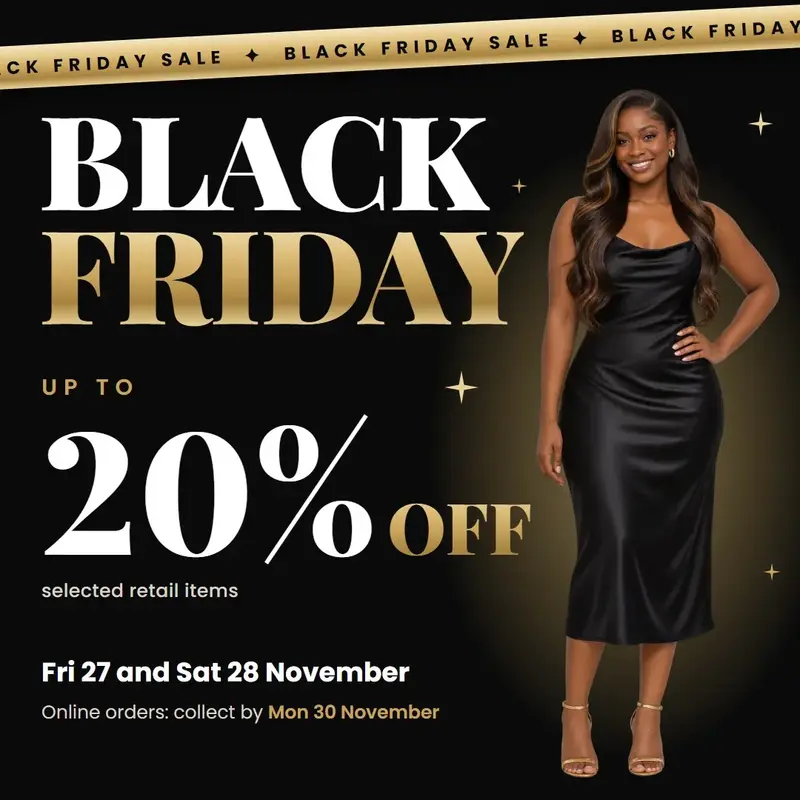 CK FRIDAY SALE ✦ BLACK FRIDAY SALE ✦ BLACK FRIDAY
BLACK
FRIDAY
UP TO
20% OFF
selected retail items
Fri 27 and Sat 28 November
Online orders: collect by Mon 30 November